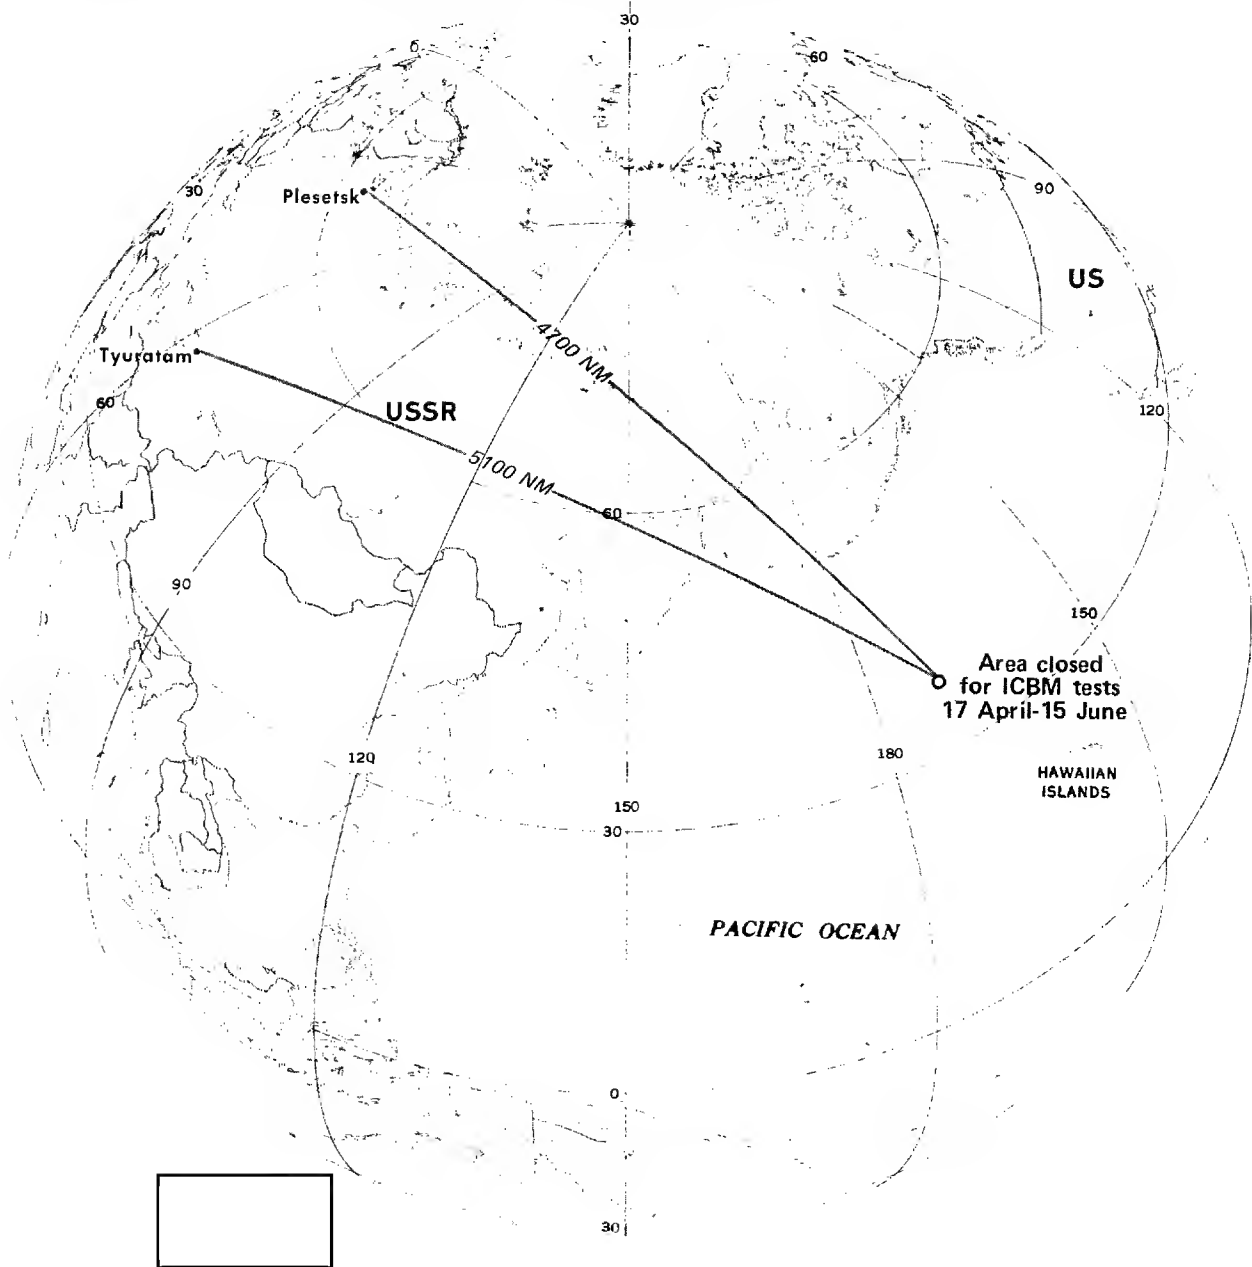 30
0
60
30
90
Plesetsk
US
4700 NM
Tyuratam
60
USSR
120
5100 NM
60
90
150
Area closed
for ICBM tests
17 April-15 June
120
180
HAWAIIAN
ISLANDS
150
30
PACIFIC OCEAN
0
30